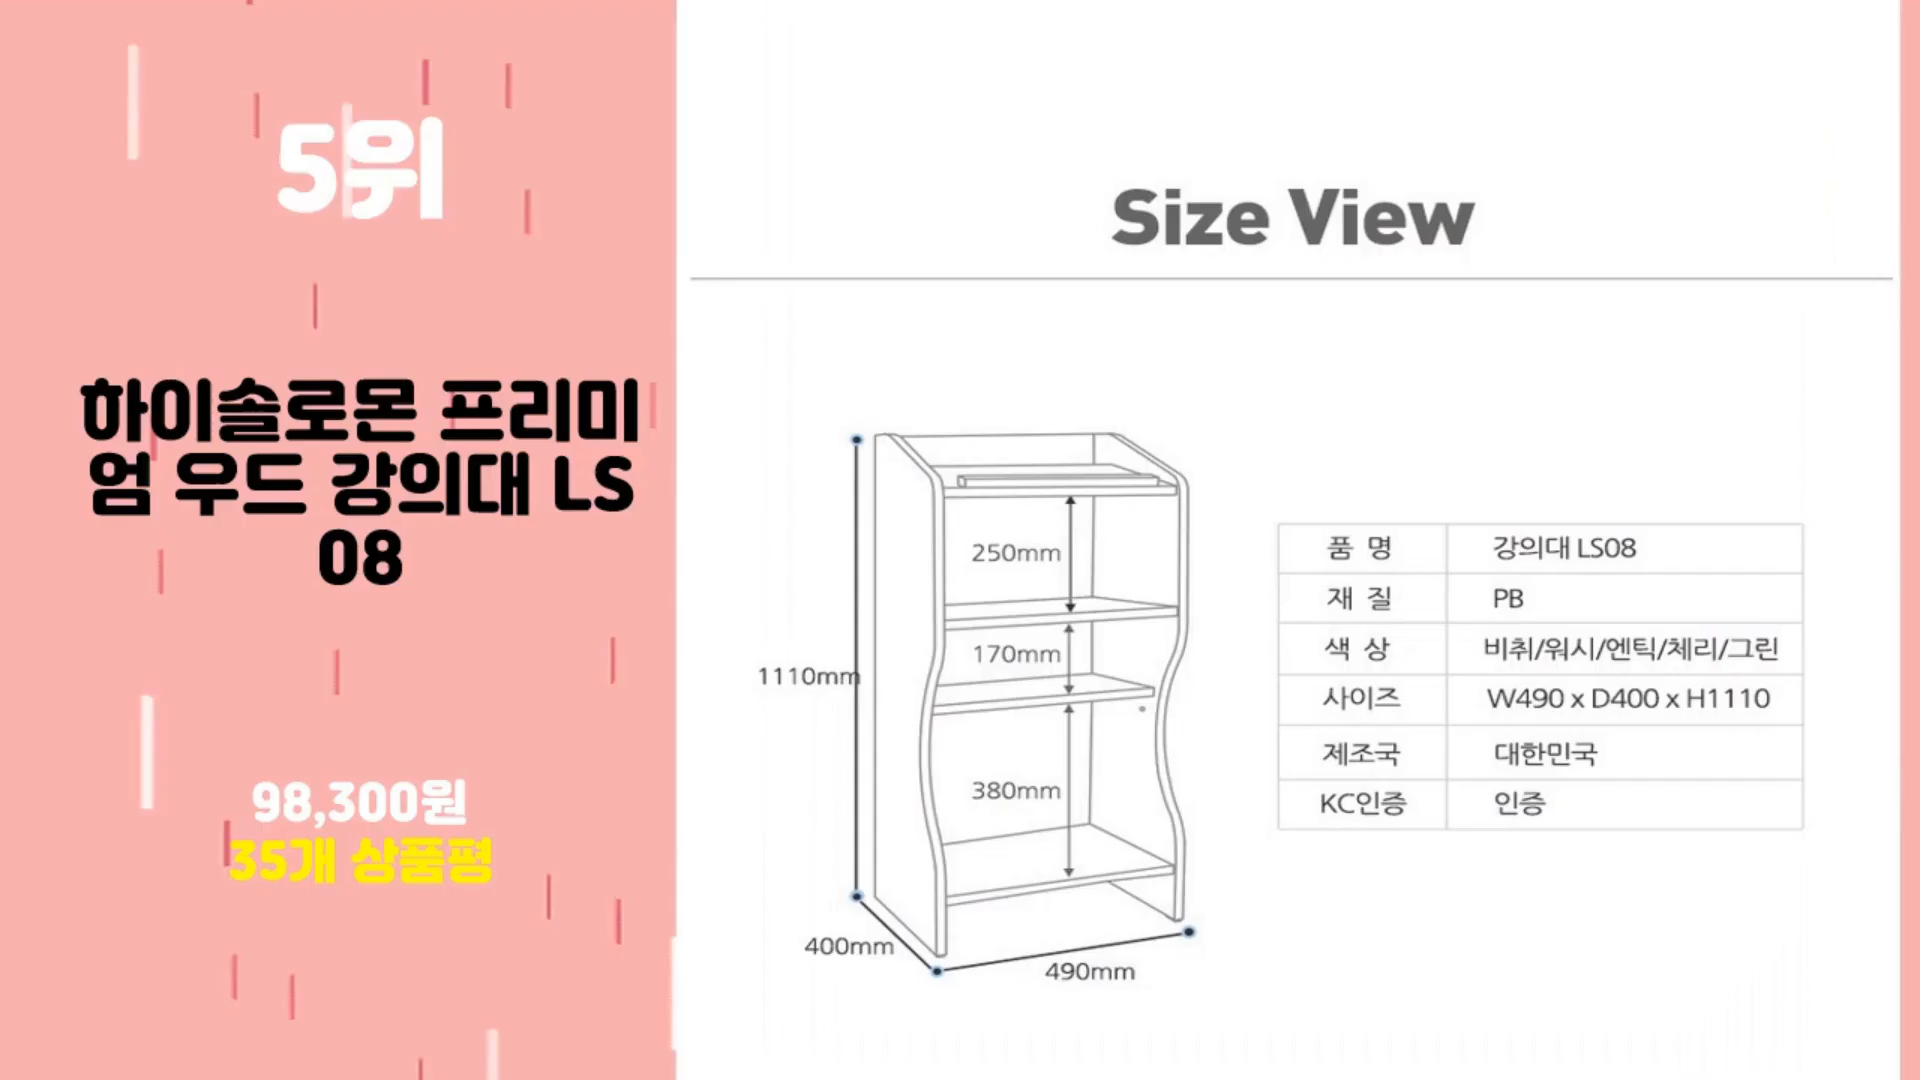 5위
하이솔로몬 프리미
엄 우드 강의대 LS
08
98,300원
35개 상품평
Size View
250mm
170mm
1110mm
380mm
400mm
490mm
품 명 강의대 LS08
재 질 PB
색 상 비취/워시/엔틱/체리/그린
사이즈 W490 x D400 x H1110
제조국 대한민국
KC인증 인증